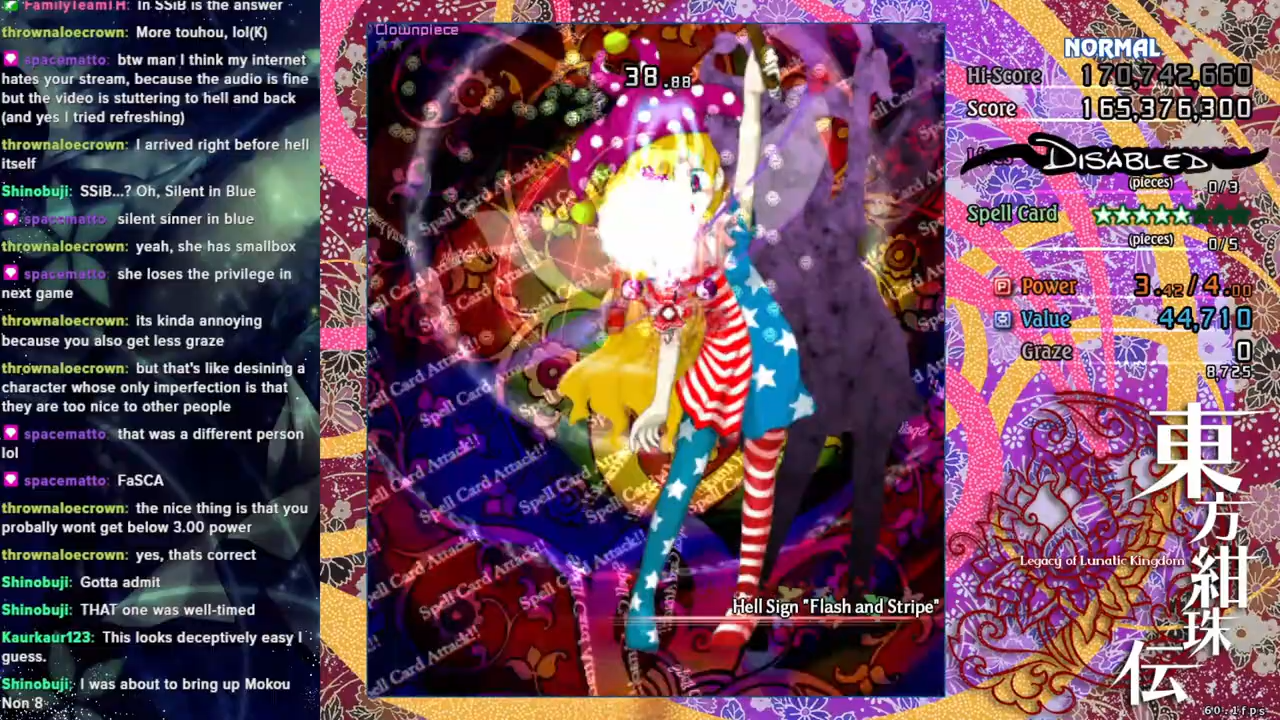 FamilyTeamTH: In SSiB is the answer
thrownaloecrown: More touhou, lol(K)
spacematto: btw man I think my internet
hates your stream, because the audio is fine
but the video is stuttering to hell and back
(and yes I tried refreshing)
thrownaloecrown: I arrived right before hell
itself
Shinobuji: SSiB...? Oh, Silent in Blue
spacematto: silent sinner in blue
thrownaloecrown: yeah, she has smallbox
spacematto: she loses the privilege in
next game
thrownaloecrown: its kinda annoying
because you also get less graze
thrownaloecrown: but that's like desining a
character whose only imperfection is that
they are too nice to other people
spacematto: that was a different person
lol
spacematto: FaSCA
thrownaloecrown: the nice thing is that you
probally wont get below 3.00 power
thrownaloecrown: yes, thats correct
Shinobuji: Gotta admit
Shinobuji: THAT one was well-timed
Kaurkaur123: This looks deceptively easy I
guess.
Shinobuji: I was about to bring up Mokou
Non 8
Clownpiece
38.88
Spell Card Attack!!
Hell Sign "Flash and Stripe"
NORMAL
Hi-Score 170,742,660
Score 165,376,300
DISABLED
(pieces) 0/3
Spell Card
(pieces) 0/5
P Power 3.42/4.00
Value 44,710
Graze 0
8,725
東方紺珠伝
Legacy of Lunatic Kingdom
60.1fps